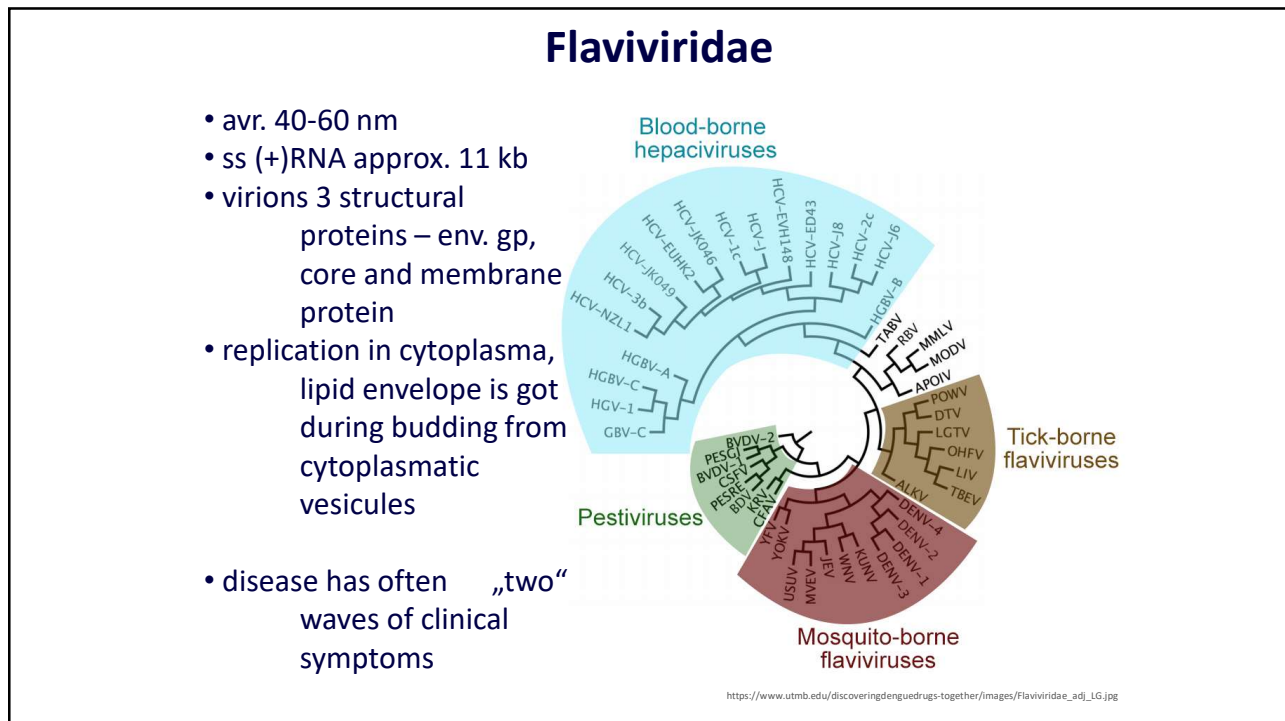 Flaviviridae
• avr. 40-60 nm
• ss (+)RNA approx. 11 kb
• virions 3 structural
proteins – env. gp,
core and membrane
protein
• replication in cytoplasma,
lipid envelope is got
during budding from
cytoplasmatic
vesicules
• disease has often „two“
waves of clinical
symptoms
Blood-borne
hepaciviruses
HCV-NZL1
HCV-3b
HCV-JK049
HCV-EUHK2
HCV-JK046
HCV-1c
HCV-J
HCV-EVH148
HCV-ED43
HCV-J8
HCV-2c
HCV-J6
HGBV-B
HGBV-A
HGBV-C
HGV-1
GBV-C
TABV
RBV
MMLV
MODV
APOIV
POWV
DTV
LGTV
OHFV
LIV
TBEV
ALKV
Tick-borne
flaviviruses
DENV-4
DENV-2
DENV-1
DENV-3
KUNV
WNV
JEV
MVEV
USUV
YOKV
YFV
Mosquito-borne
flaviviruses
CFAV
KRV
BDV
PESRE
CSFV
BVDV-1
PESGT
BVDV-2
Pestiviruses
https://www.utmb.edu/discoveringdenguedrugs-together/images/Flaviviridae_adj_LG.jpg